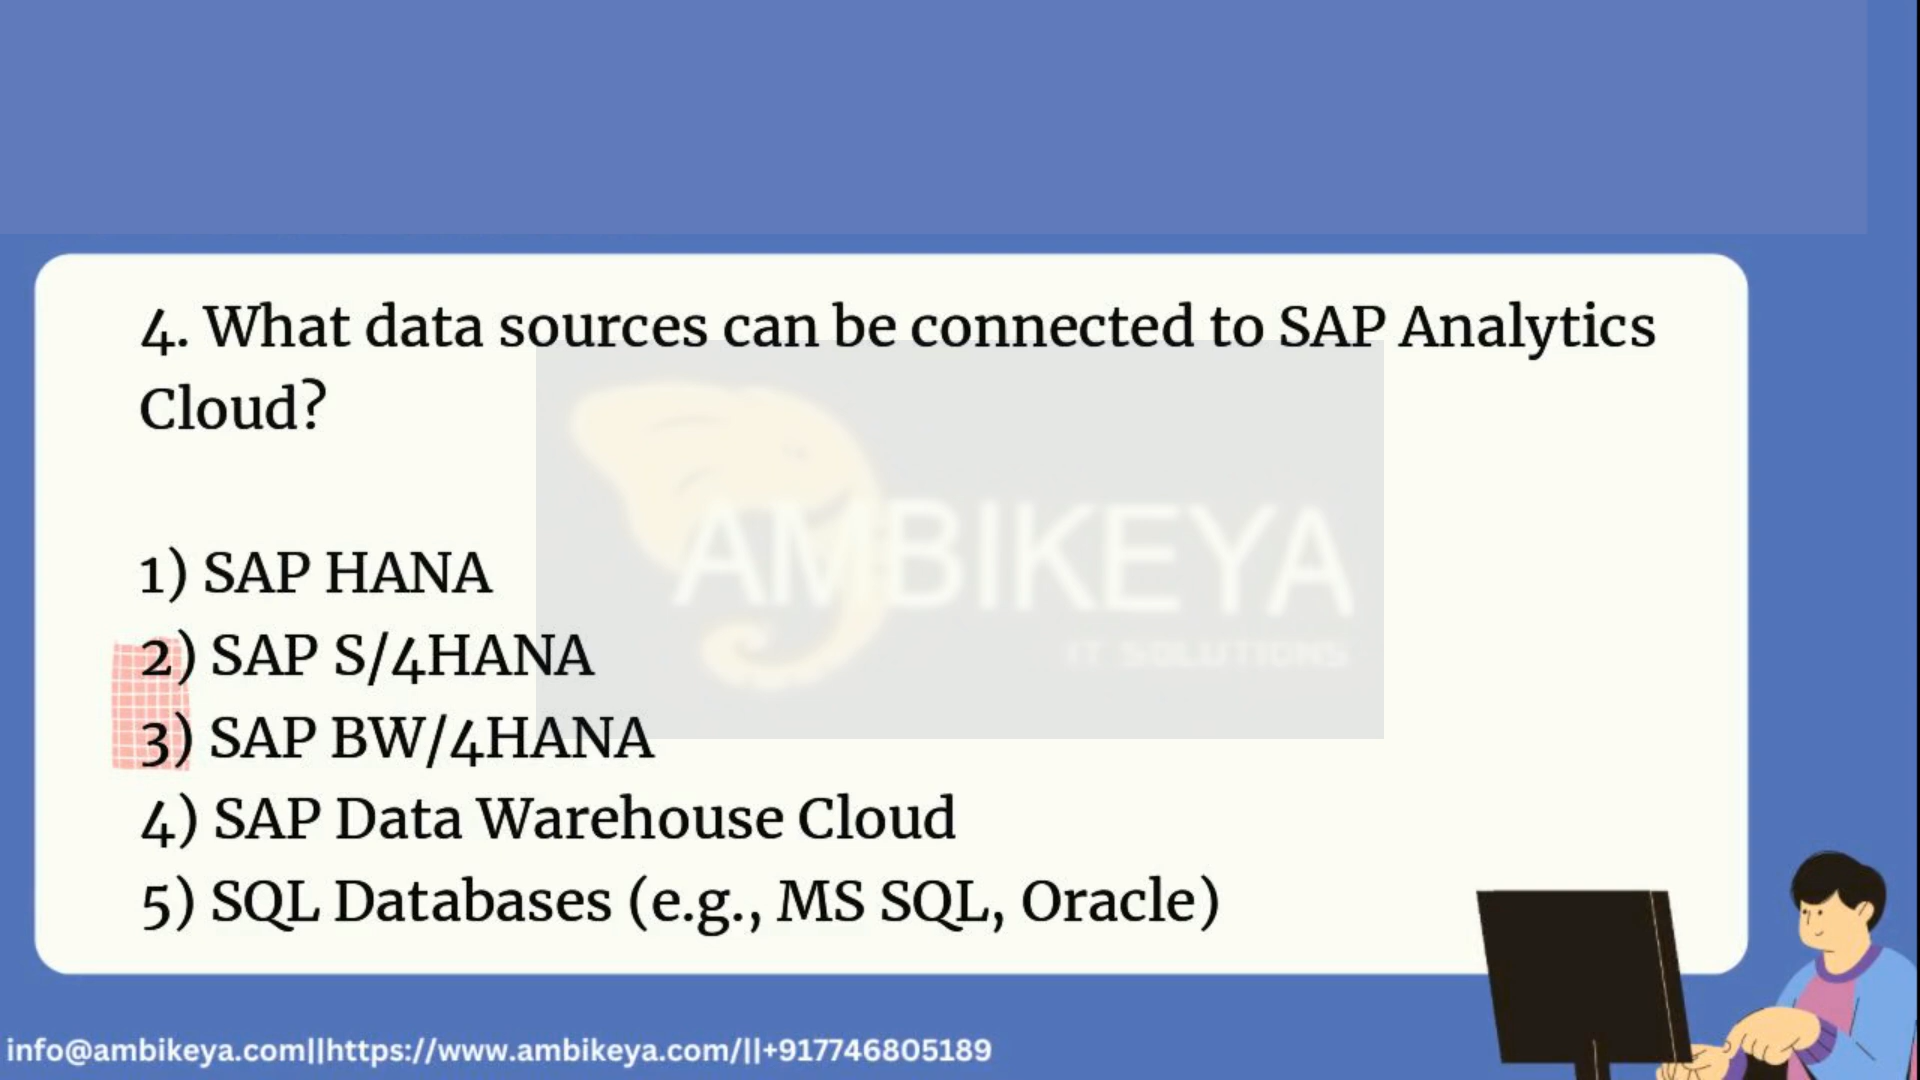 4. What data sources can be connected to SAP Analytics
Cloud?
1) SAP HANA
2) SAP S/4HANA
3) SAP BW/4HANA
4) SAP Data Warehouse Cloud
5) SQL Databases (e.g., MS SQL, Oracle)
AMBIKEYA
IT SOLUTIONS
info@ambikeya.com||https://www.ambikeya.com/||+917746805189